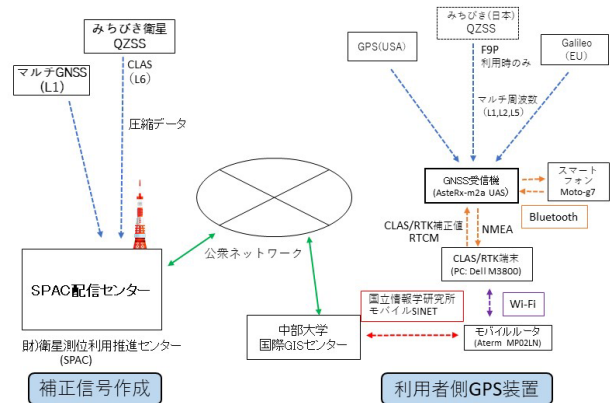 みちびき衛星
QZSS
マルチGNSS
(L1)
CLAS
(L6)
圧縮データ
SPAC配信センター
財)衛星測位利用推進センター
(SPAC)
補正信号作成
公衆ネットワーク
中部大学
国際GISセンター
国立情報学研究所
モバイルSINET
GPS(USA)
みちびき(日本)
QZSS
Galileo
(EU)
F9P
利用時のみ
マルチ周波数
(L1,L2,L5)
GNSS受信機
(AsteRx-m2a UAS)
スマート
フォン
Moto-g7
Bluetooth
CLAS/RTK補正値
RTCM
NMEA
CLAS/RTK端末
(PC: Dell M3800)
Wi-Fi
モバイルルータ
(Aterm MP02LN)
利用者側GPS装置